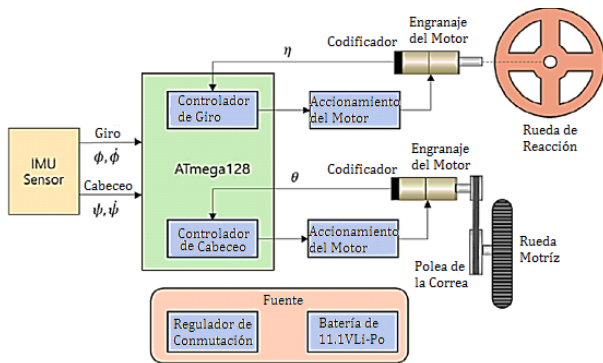 Engranaje
del Motor
Codificador
η
Controlador
de Giro
Accionamiento
del Motor
Rueda de
Reacción
Giro
ϕ, ϕ̇
IMU
Sensor
ATmega128
Cabeceo
ψ, ψ̇
Engranaje
del Motor
Codificador
θ
Controlador
de Cabeceo
Accionamiento
del Motor
Rueda
Motríz
Polea de
la Correa
Fuente
Regulador de
Conmutación
Batería de
11.1VLi-Po